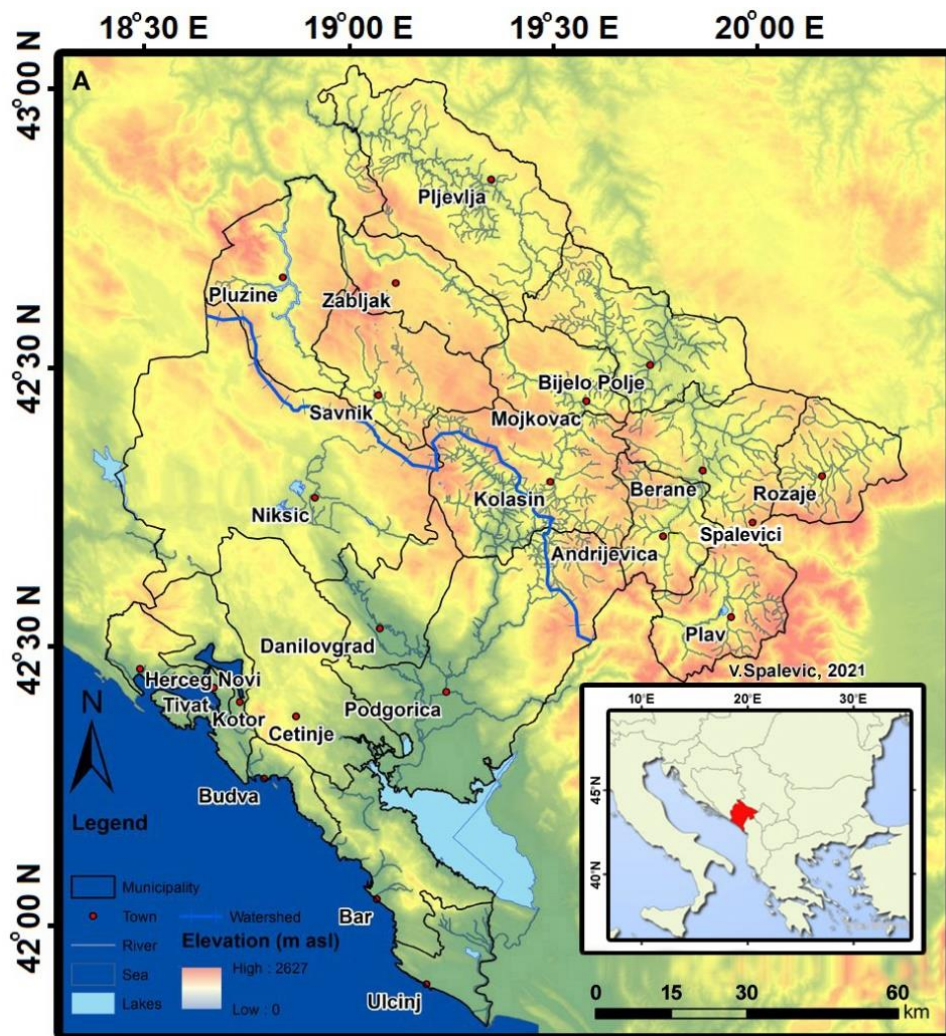 18°30 E
19°00 E
19°30 E
20°00 E
43°00 N
42°30 N
42°30 N
42°00 N
A
Pljevlja
Pluzine
Zabljak
Bijelo Polje
Mojkovac
Savnik
Kolasin
Berane
Rozaje
Niksic
Andrijevica
Spalevici
Danilovgrad
Plav
V.Spalevic, 2021
Herceg Novi
Tivat
Kotor
Podgorica
Cetinje
Budva
Bar
Ulcinj
N
Legend
Municipality
Town
Watershed
River
Elevation (m asl)
Sea
High : 2627
Lakes
Low : 0
10°E
20°E
30°E
45°N
40°N
10°E
20°E
30°E
0 15 30 60
km